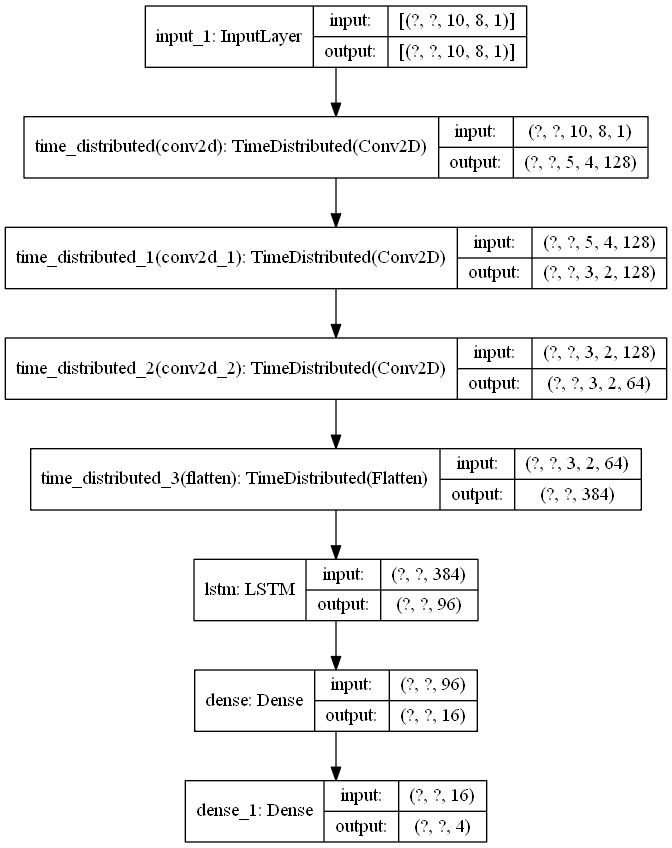 input_1: InputLayer
input: [(?, ?, 10, 8, 1)]
output: [(?, ?, 10, 8, 1)]
time_distributed(conv2d): TimeDistributed(Conv2D)
input: (?, ?, 10, 8, 1)
output: (?, ?, 5, 4, 128)
time_distributed_1(conv2d_1): TimeDistributed(Conv2D)
input: (?, ?, 5, 4, 128)
output: (?, ?, 3, 2, 128)
time_distributed_2(conv2d_2): TimeDistributed(Conv2D)
input: (?, ?, 3, 2, 128)
output: (?, ?, 3, 2, 64)
time_distributed_3(flatten): TimeDistributed(Flatten)
input: (?, ?, 3, 2, 64)
output: (?, ?, 384)
lstm: LSTM
input: (?, ?, 384)
output: (?, ?, 96)
dense: Dense
input: (?, ?, 96)
output: (?, ?, 16)
dense_1: Dense
input: (?, ?, 16)
output: (?, ?, 4)